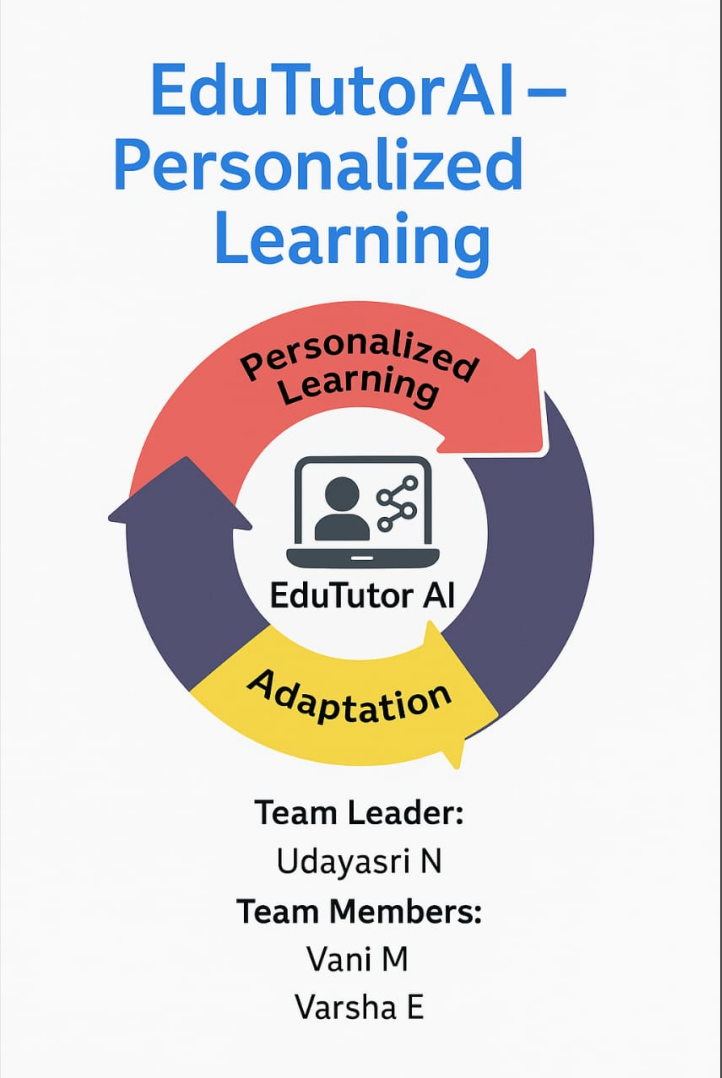 EduTutorAI –
Personalized
Learning
Personalized
Learning
EduTutor AI
Adaptation
Team Leader:
Udayasri N
Team Members:
Vani M
Varsha E